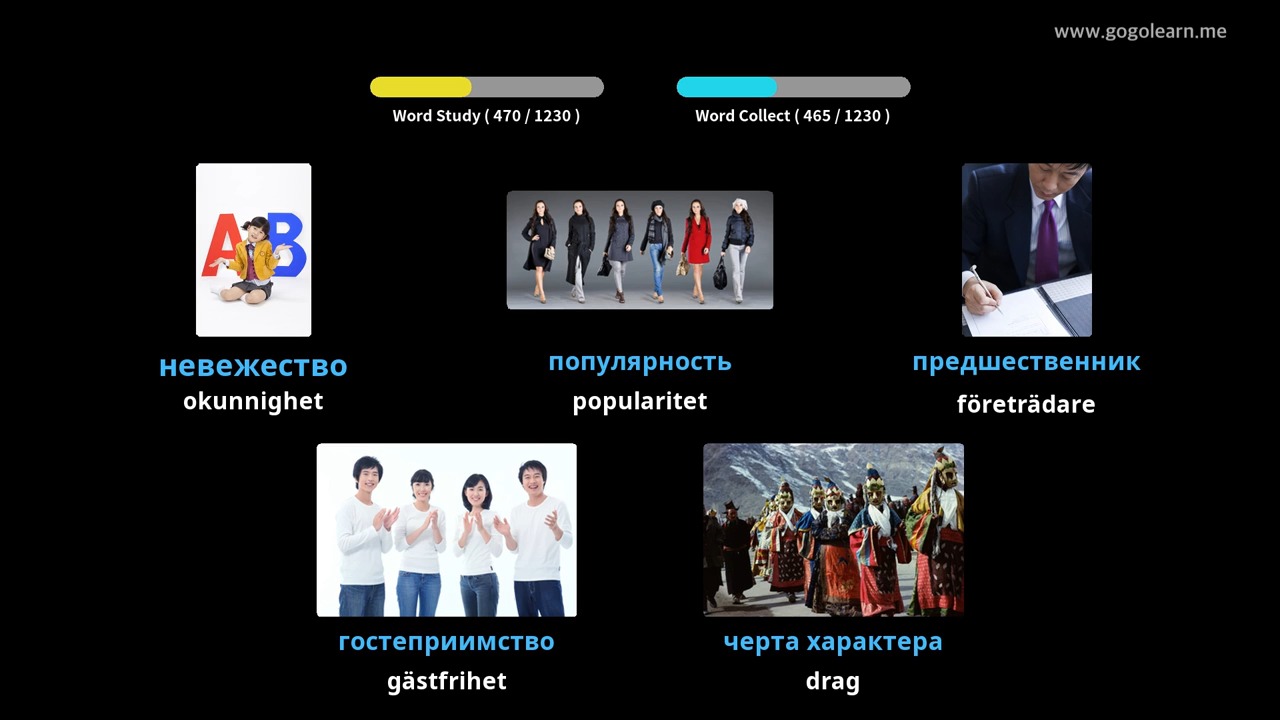 www.gogolearn.me
Word Study ( 470 / 1230 )
Word Collect ( 465 / 1230 )
A B
невежество
okunnighet
популярность
popularitet
предшественник
företrädare
гостеприимство
gästfrihet
черта характера
drag